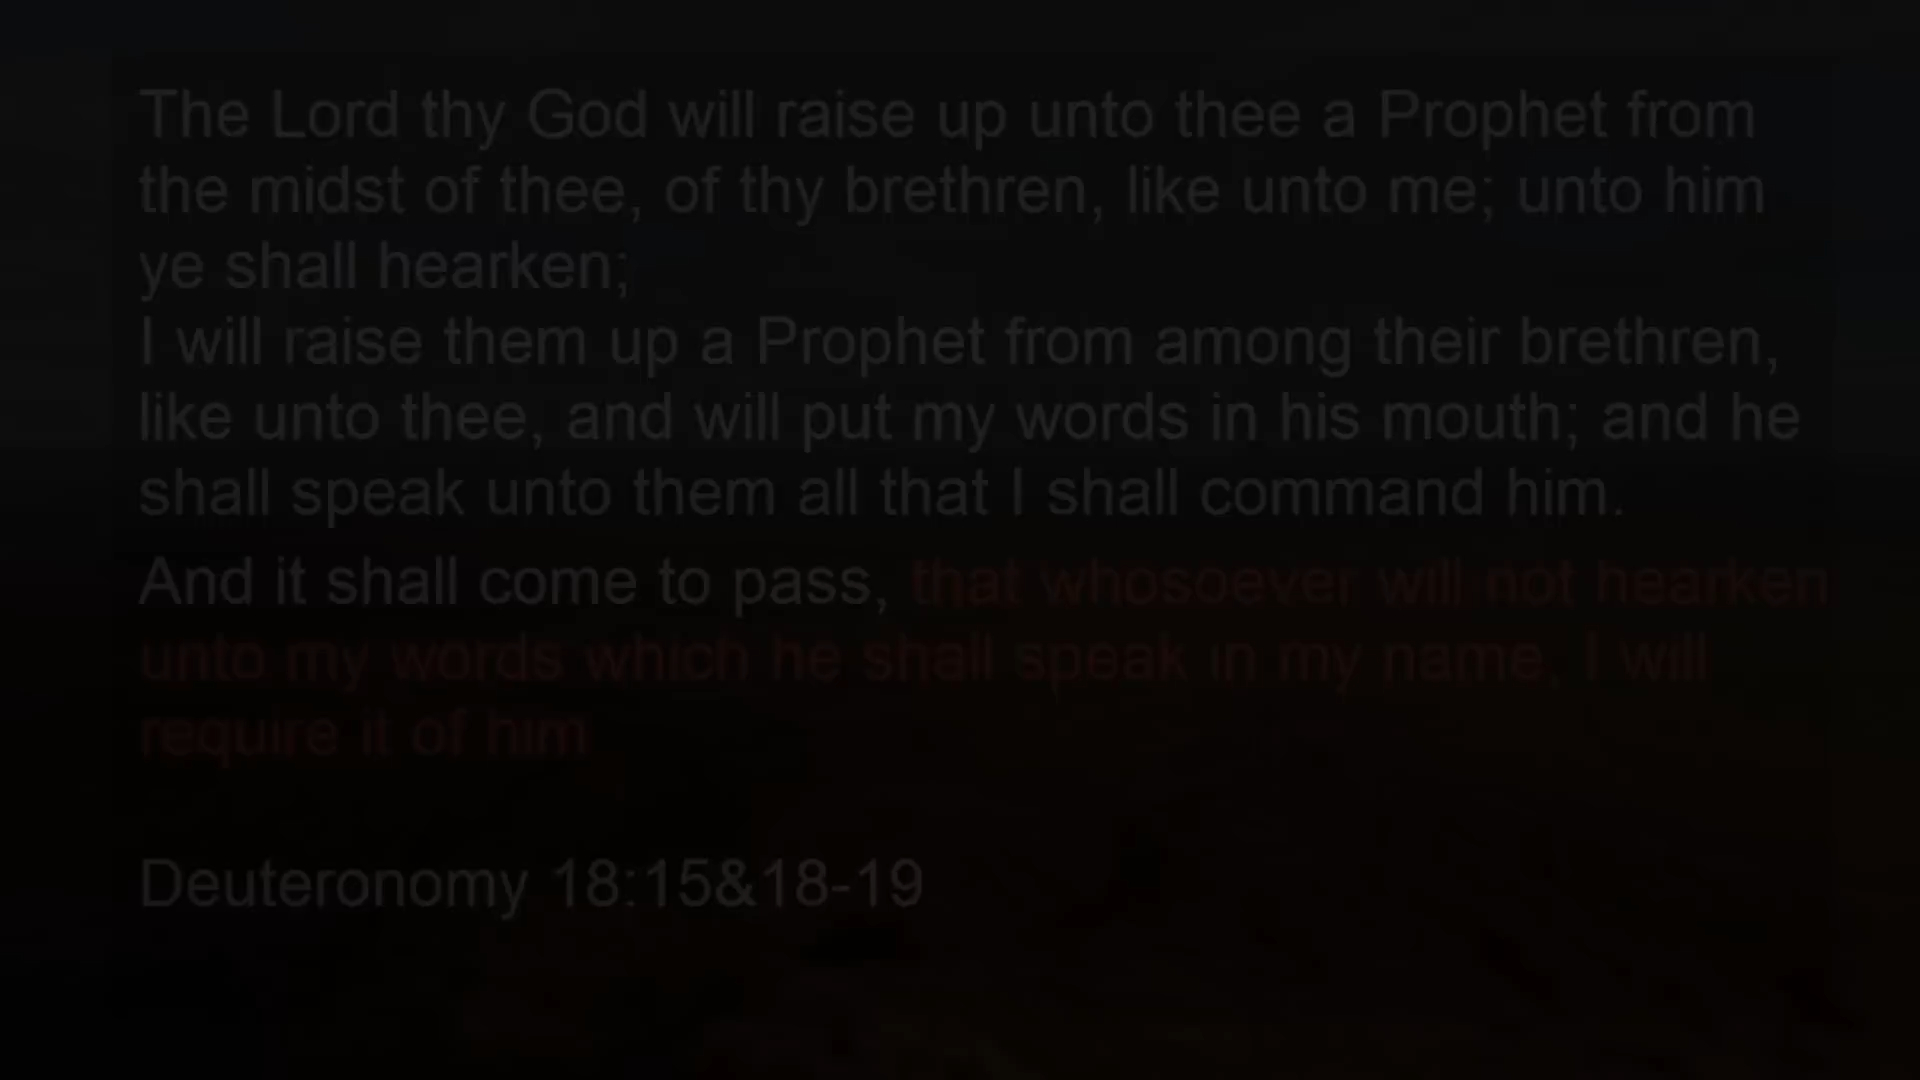 The Lord thy God will raise up unto thee a Prophet from
the midst of thee, of thy brethren, like unto me; unto him
ye shall hearken;
I will raise them up a Prophet from among their brethren,
like unto thee, and will put my words in his mouth; and he
shall speak unto them all that I shall command him.
And it shall come to pass, that whosoever will not hearken
unto my words which he shall speak in my name, I will
require it of him
Deuteronomy 18:15&18-19